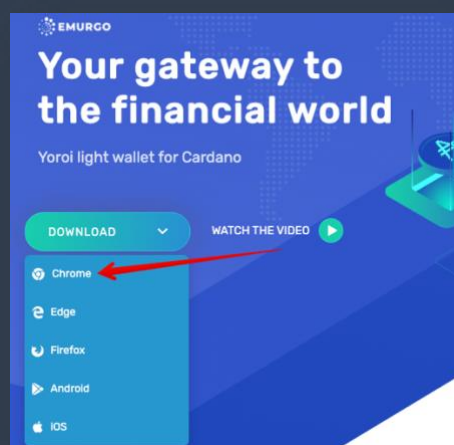 EMURGO
Your gateway to
the financial world
Yoroi light wallet for Cardano
DOWNLOAD
WATCH THE VIDEO
Chrome
Edge
Firefox
Android
iOS